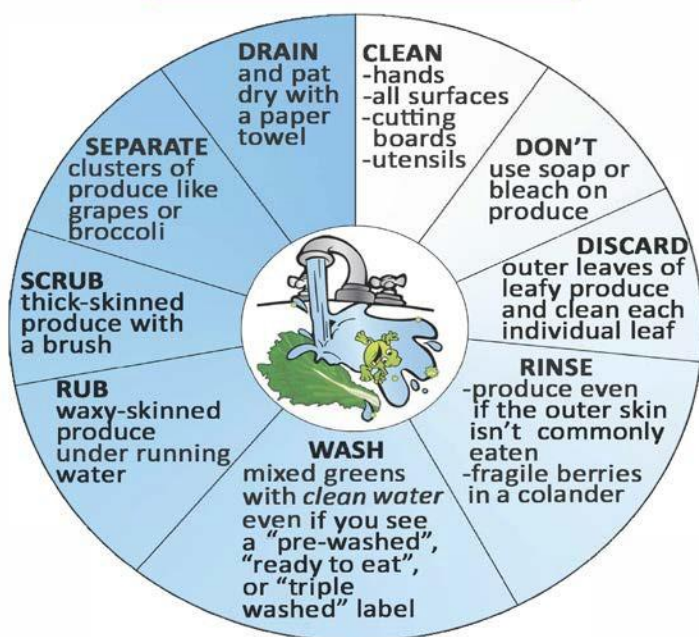 CLEAN
-hands
-all surfaces
-cutting
boards
-utensils
DON'T
use soap or
bleach on
produce
DISCARD
outer leaves of
leafy produce
and clean each
individual leaf
RINSE
-produce even
if the outer skin
isn't commonly
eaten
-fragile berries
in a colander
WASH
mixed greens
with clean water
even if you see
a “pre-washed”,
“ready to eat”,
or “triple
washed” label
RUB
waxy-skinned
produce
under running
water
SCRUB
thick-skinned
produce with
a brush
SEPARATE
clusters of
produce like
grapes or
broccoli
DRAIN
and pat
dry with
a paper
towel